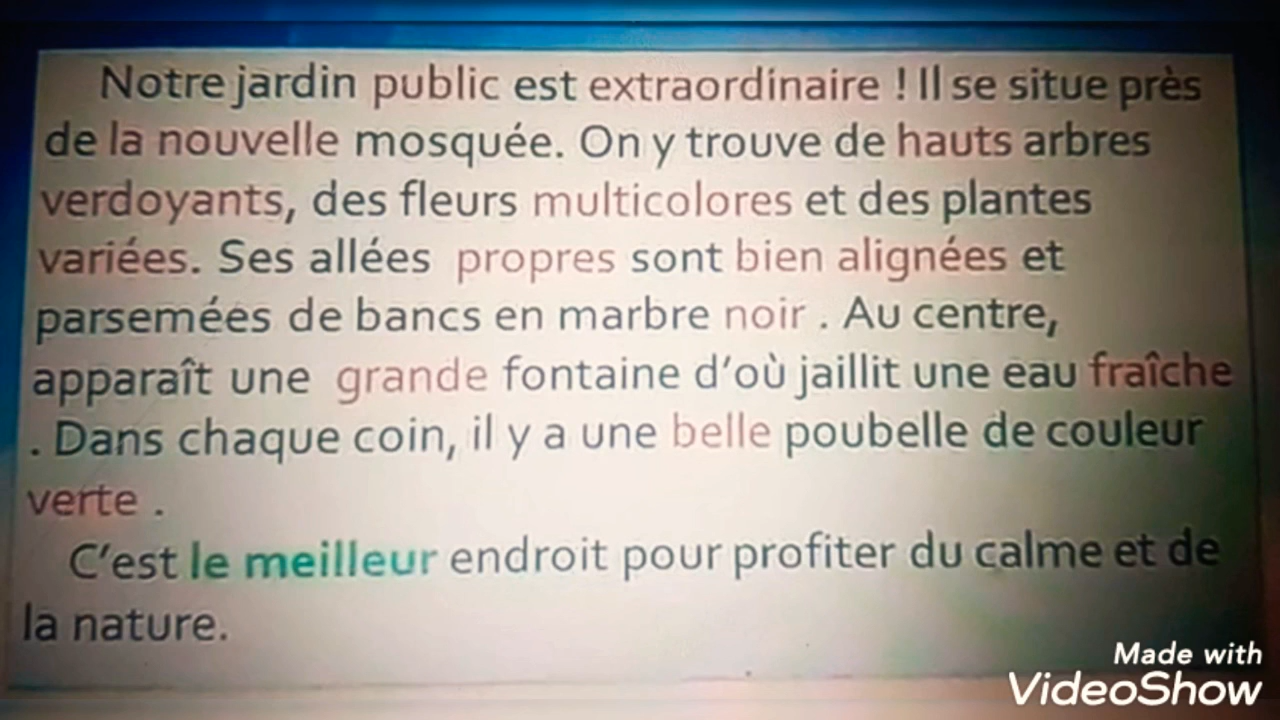 Notre jardin public est extraordinaire ! Il se situe près
de la nouvelle mosquée. On y trouve de hauts arbres
verdoyants, des fleurs multicolores et des plantes
variées. Ses allées propres sont bien alignées et
parsemées de bancs en marbre noir . Au centre,
apparaît une grande fontaine d'où jaillit une eau fraîche
. Dans chaque coin, il y a une belle poubelle de couleur
verte .
C'est le meilleur endroit pour profiter du calme et de
la nature.
Made with
VideoShow